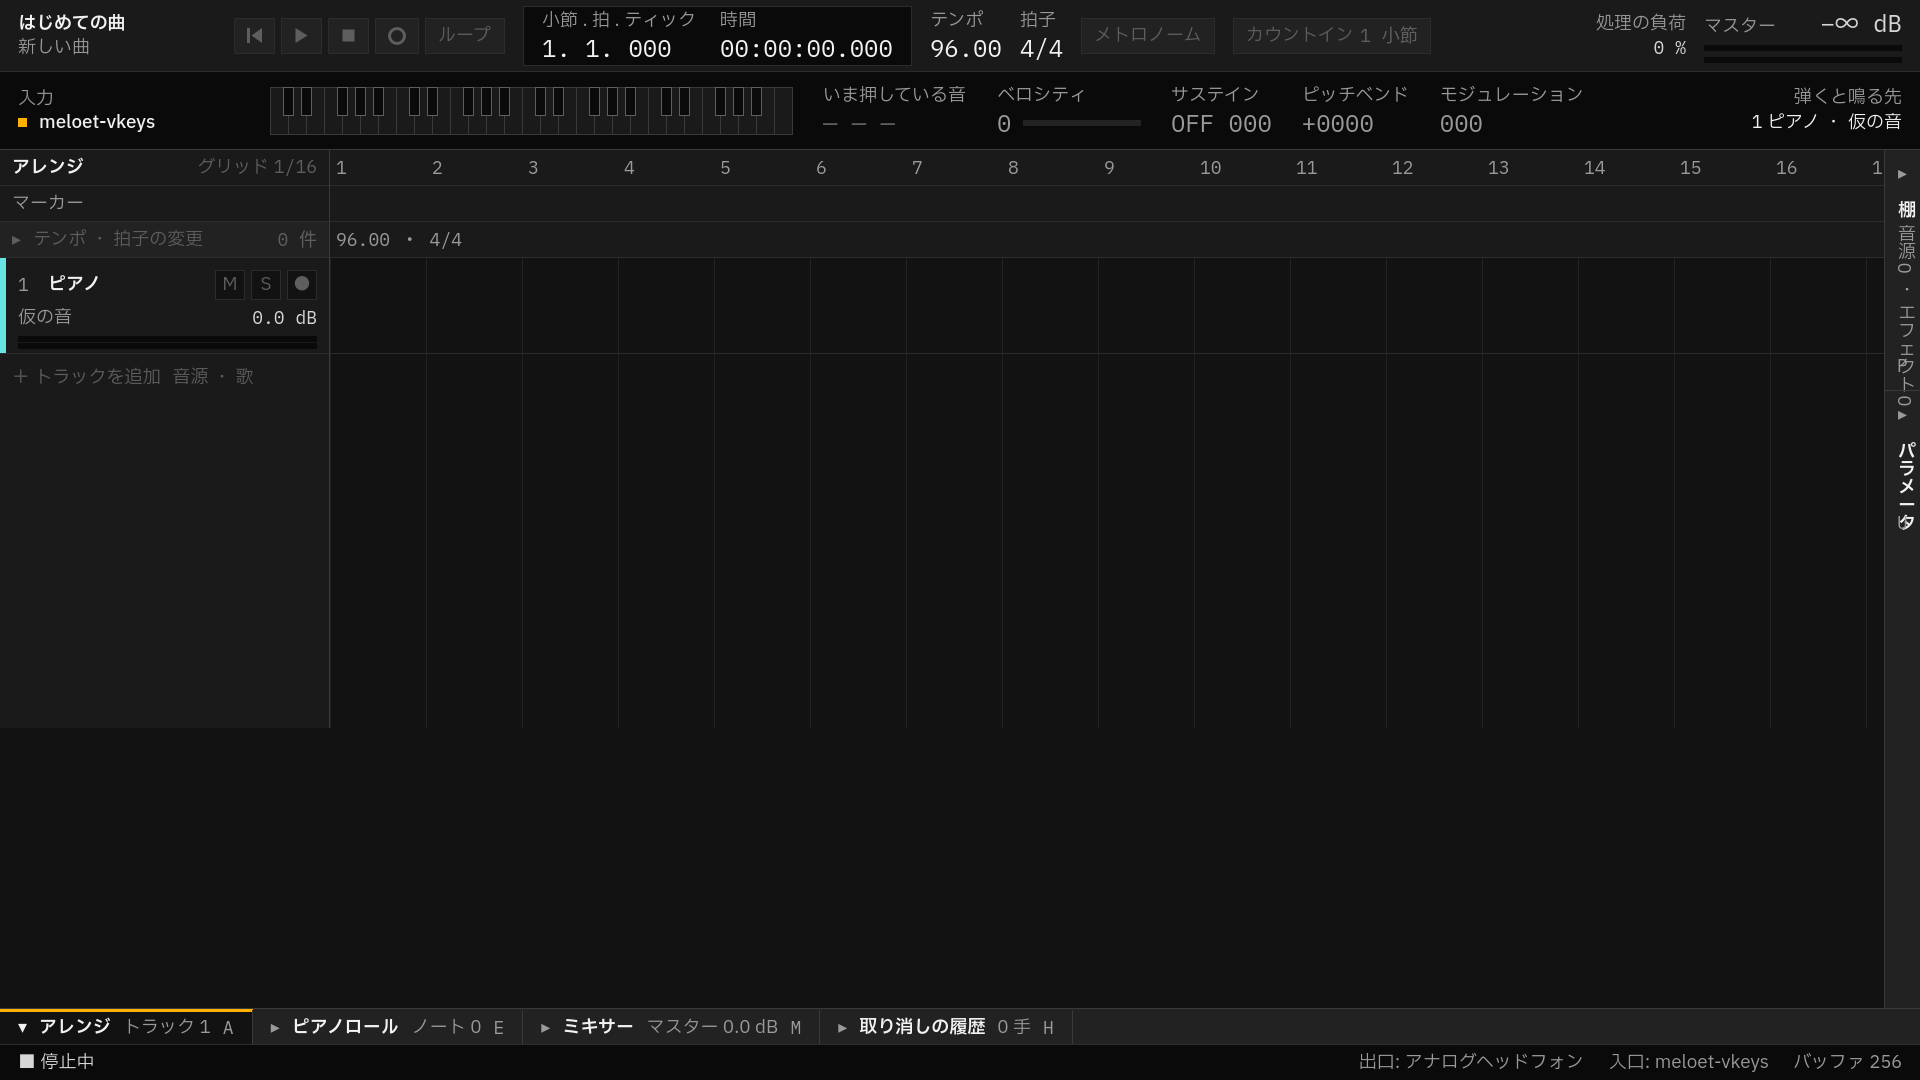 はじめての曲
新しい曲
ループ
小節 . 拍 . ティック 時間
1. 1. 000 00:00:00.000
テンポ 拍子
96.00 4/4
メトロノーム
カウントイン 1 小節
処理の負荷
0 %
マスター −∞ dB
入力
meloet-vkeys
いま押している音
— — —
ベロシティ
0
サステイン
OFF 000
ピッチベンド
+0000
モジュレーション
000
弾くと鳴る先
1 ピアノ · 仮の音
アレンジ グリッド 1/16
1 2 3 4 5 6 7 8 9 10 11 12 13 14 15 16 1
マーカー
▸ テンポ · 拍子の変更 0 件
96.00 · 4/4
1 ピアノ M S
仮の音 0.0 dB
＋ トラックを追加 音源 · 歌
▸ 棚 音源 0 · エフェクト 0
▸ パラメータ
▾ アレンジ トラック 1 A
▸ ピアノロール ノート 0 E
▸ ミキサー マスター 0.0 dB M
▸ 取り消しの履歴 0 手 H
■ 停止中
出口: アナログヘッドフォン 入口: meloet-vkeys バッファ 256